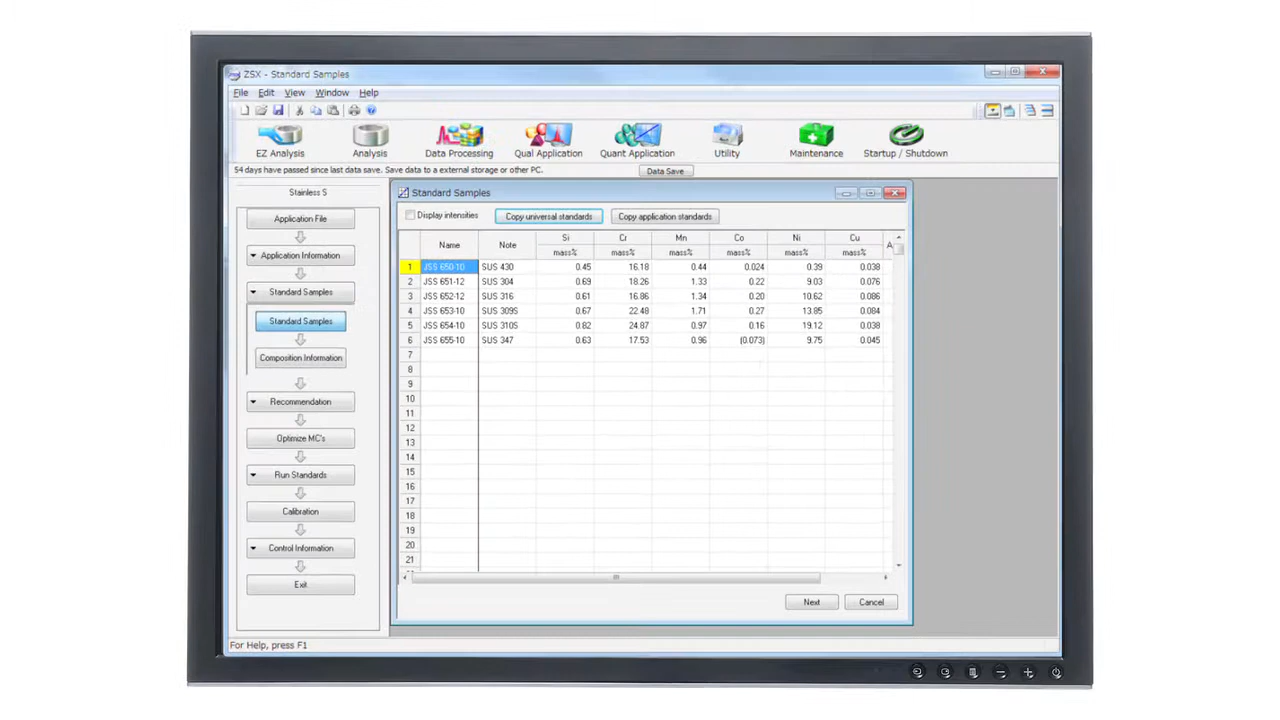 ZSX - Standard Samples
File Edit View Window Help
EZ Analysis Analysis Data Processing Qual Application Quant Application Utility Maintenance Startup / Shutdown
54 days have passed since last data save. Save data to a external storage or other PC. Data Save
Stainless S
Application File
Application Information
Standard Samples
Standard Samples
Composition Information
Recommendation
Optimize MC's
Run Standards
Calibration
Control Information
Exit
Standard Samples
Display intensities Copy universal standards Copy application standards
Name Note Si Cr Mn Co Ni Cu A
mass% mass% mass% mass% mass% mass%
1 JSS 650-10 SUS 430 0.45 16.18 0.44 0.024 0.39 0.038
2 JSS 651-12 SUS 304 0.69 18.26 1.33 0.22 9.03 0.076
3 JSS 652-12 SUS 316 0.61 16.86 1.34 0.20 10.62 0.086
4 JSS 653-10 SUS 309S 0.67 22.48 1.71 0.27 13.85 0.084
5 JSS 654-10 SUS 310S 0.82 24.87 0.97 0.16 19.12 0.038
6 JSS 655-10 SUS 347 0.63 17.53 0.96 (0.073) 9.75 0.045
7
8
9
10
11
12
13
14
15
16
17
18
19
20
21
Next Cancel
For Help, press F1